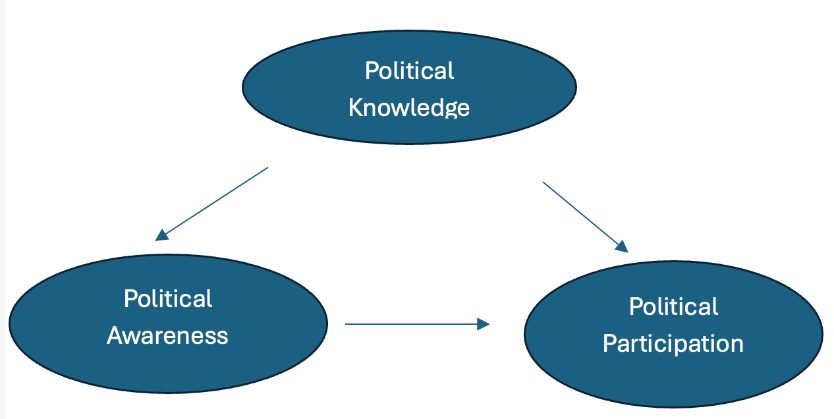 Political
Knowledge
Political
Awareness
Political
Participation